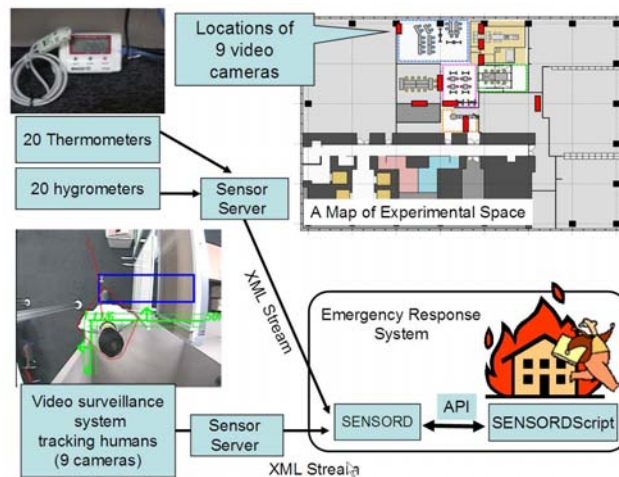 Locations of
9 video
cameras
20 Thermometers
20 hygrometers
Sensor
Server
A Map of Experimental Space
XML Stream
Emergency Response
System
Video surveillance
system
tracking humans
(9 cameras)
Sensor
Server
SENSORD
API
SENSORDScript
XML Stream